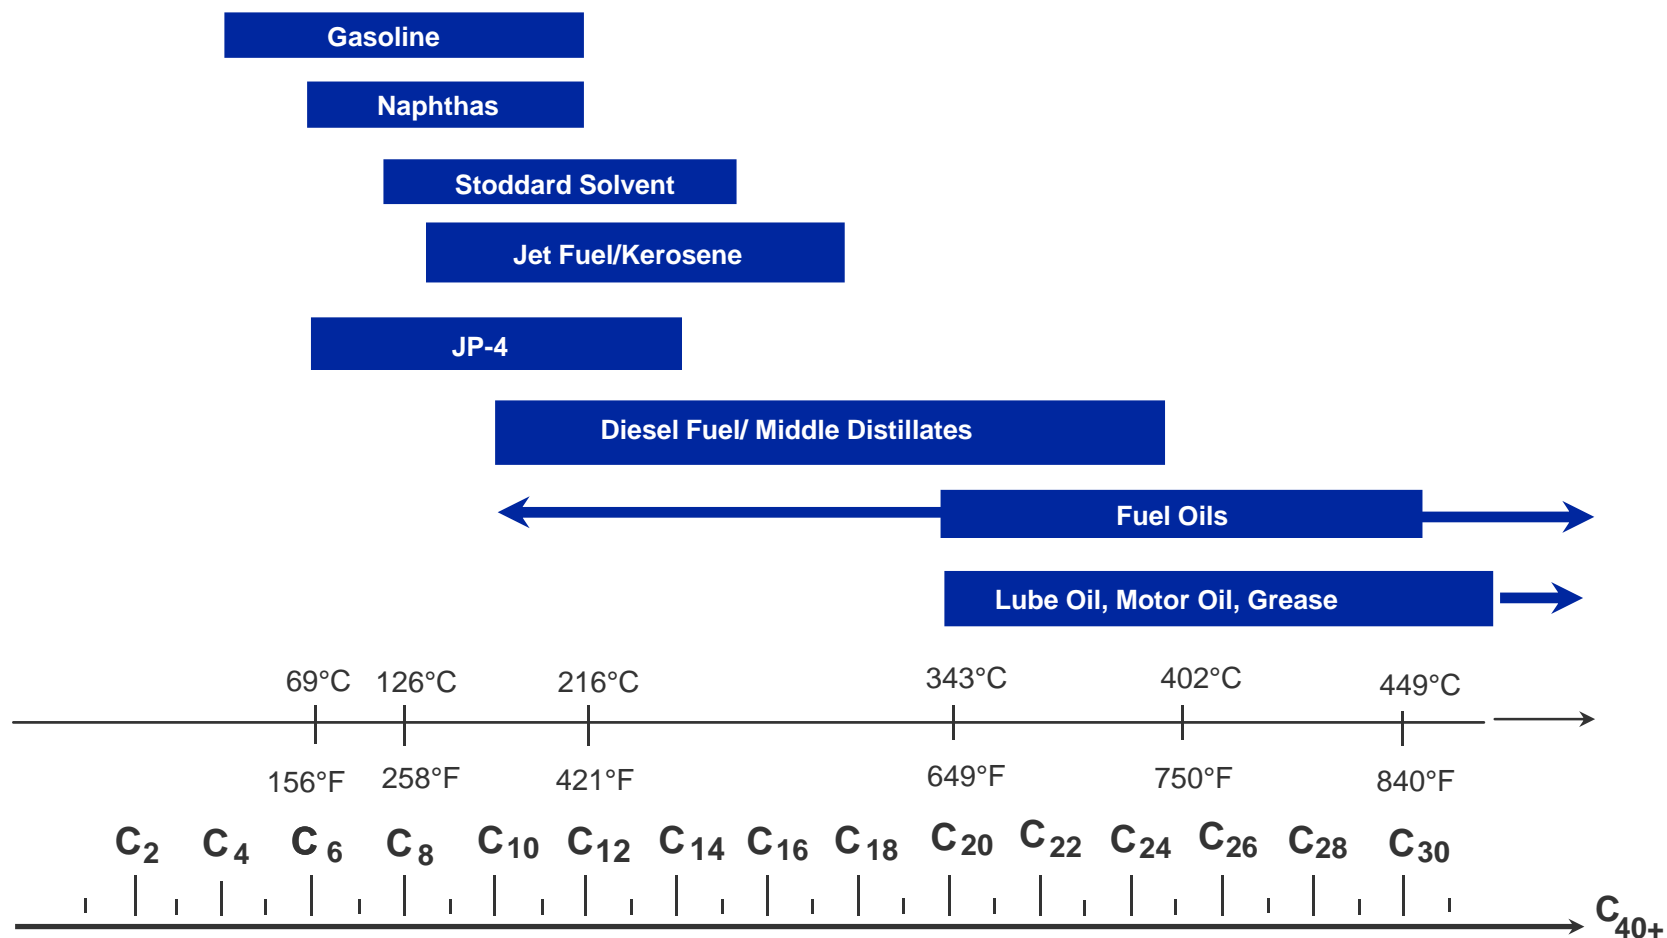 Gasoline
Naphthas
Stoddard Solvent
Jet Fuel/Kerosene
JP-4
Diesel Fuel/ Middle Distillates
Fuel Oils
Lube Oil, Motor Oil, Grease
69°C 126°C 216°C 343°C 402°C 449°C
156°F 258°F 421°F 649°F 750°F 840°F
C2 C4 C6 C8 C10 C12 C14 C16 C18 C20 C22 C24 C26 C28 C30
C40+